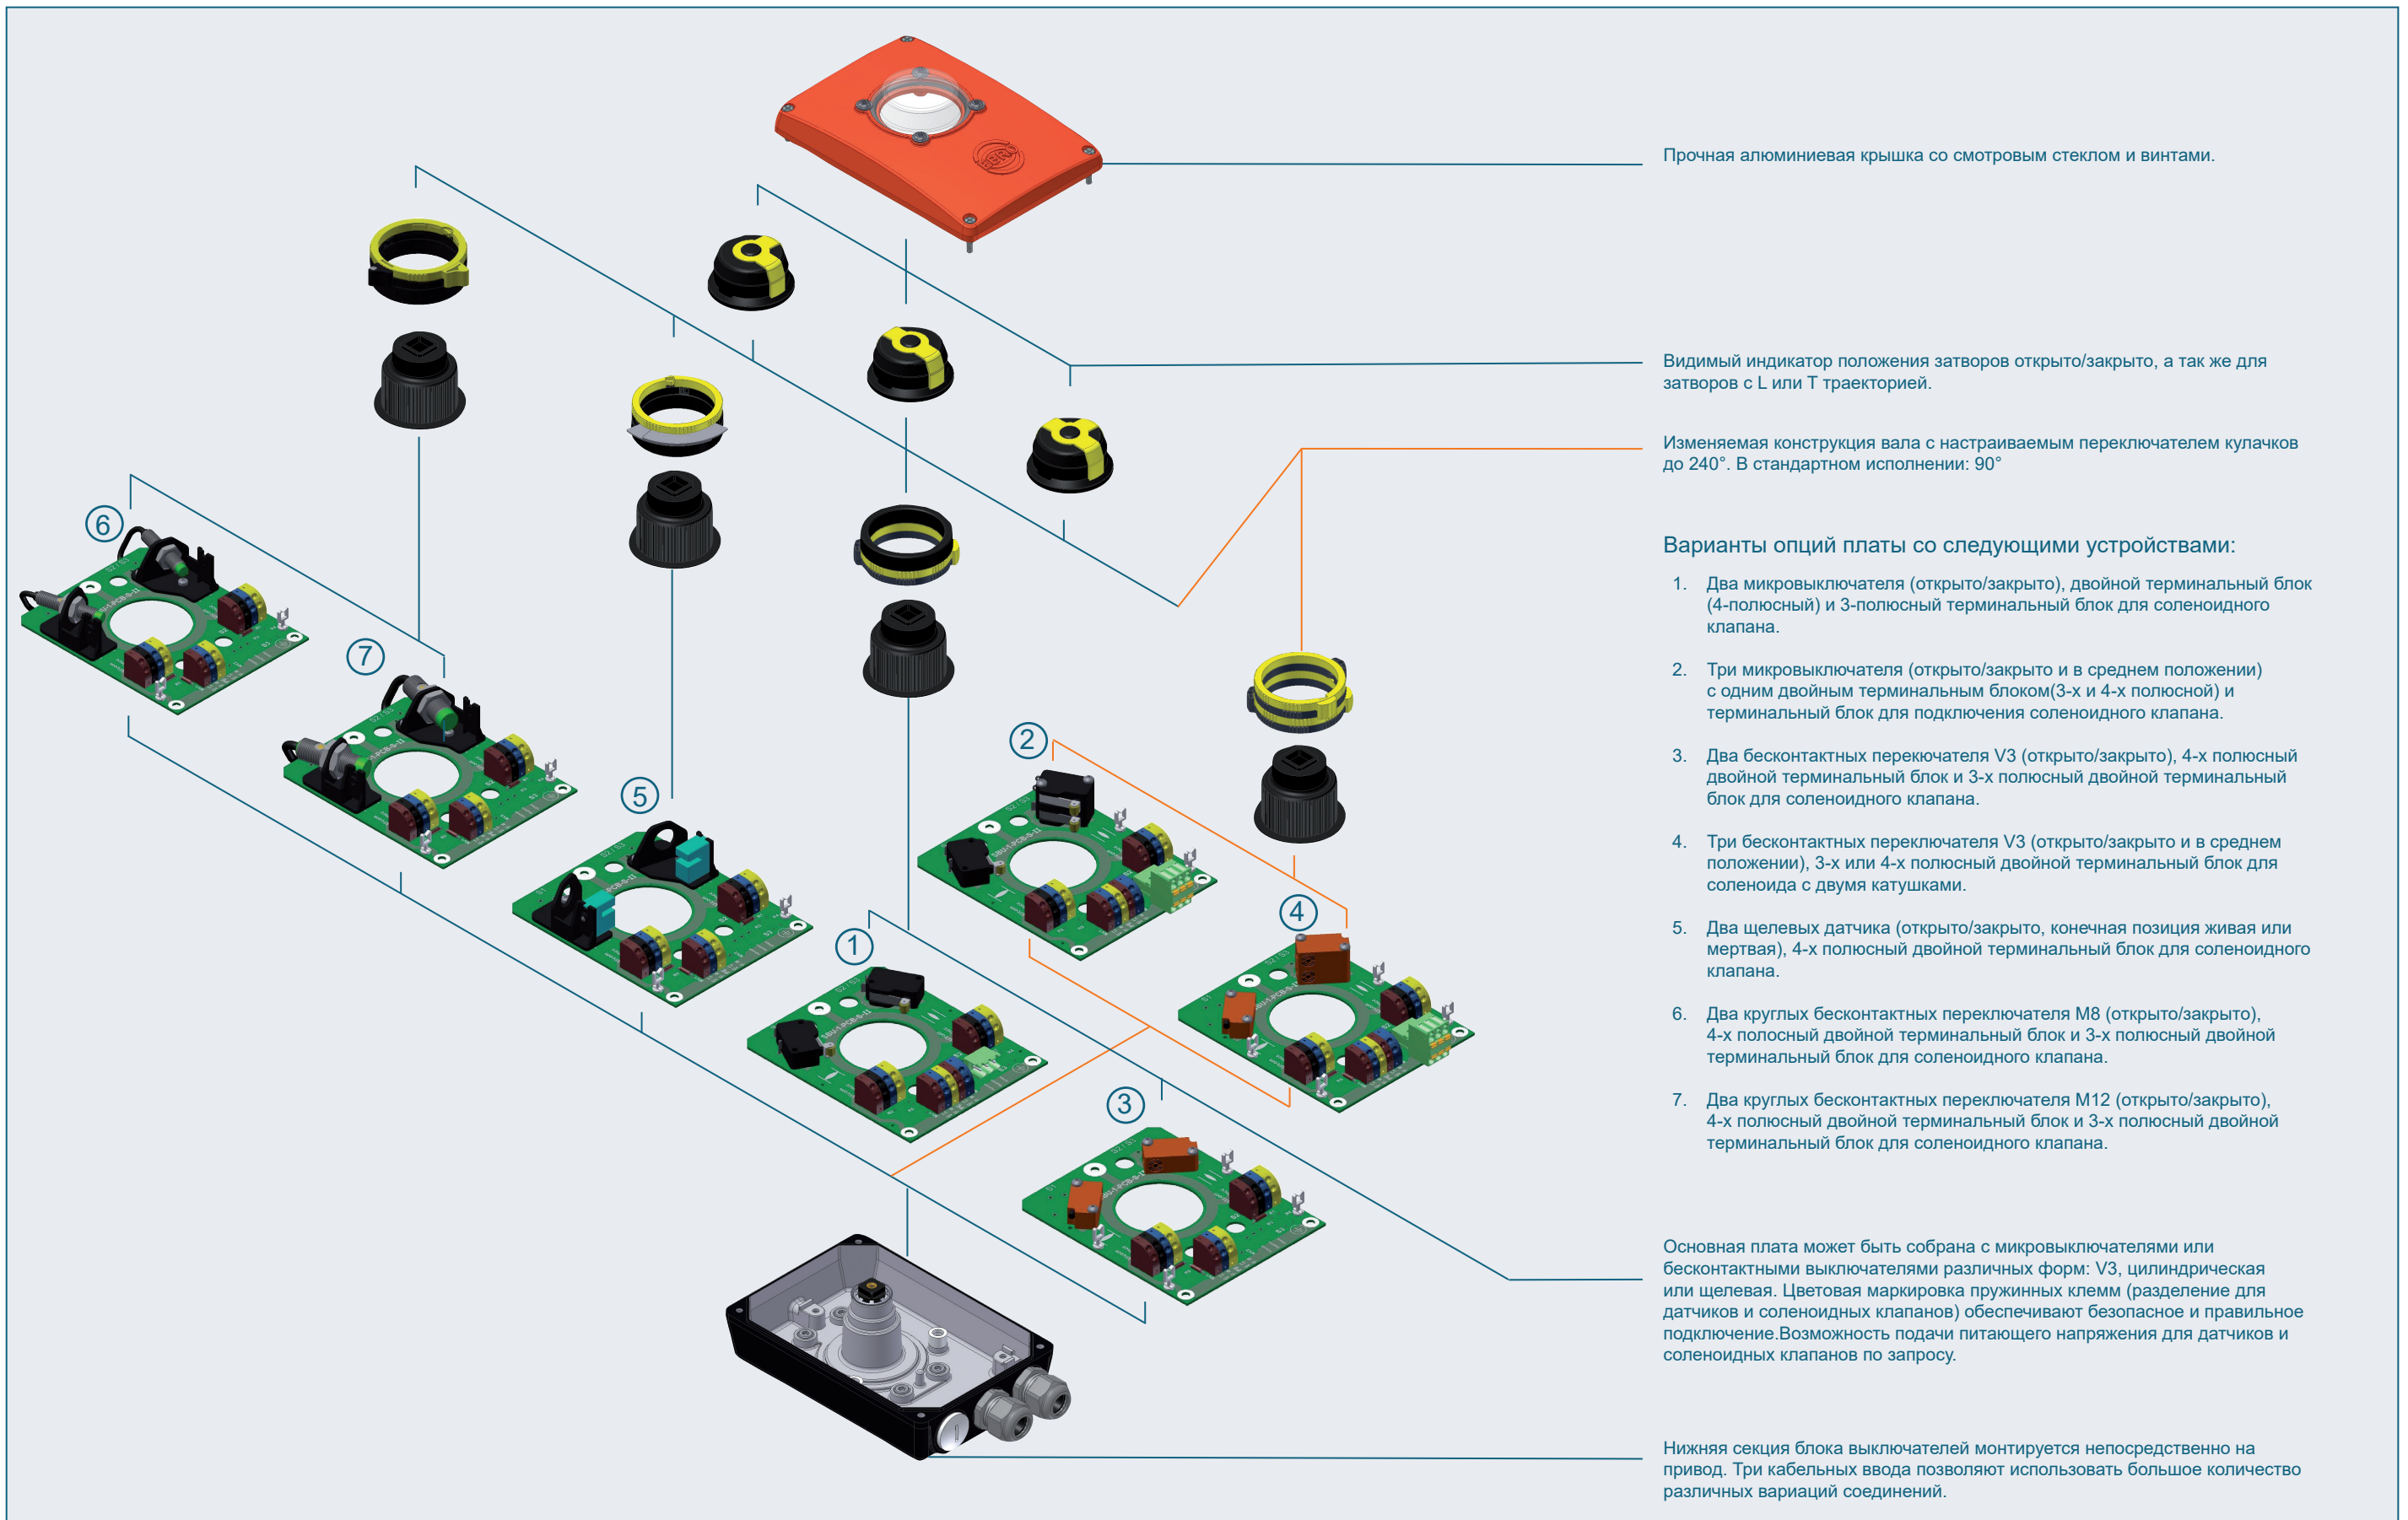 EBRO
Прочная алюминиевая крышка со смотровым стеклом и винтами.
Видимый индикатор положения затворов открыто/закрыто, а так же для
затворов с L или T траекторией.
Изменяемая конструкция вала с настраиваемым переключателем кулачков
до 240°. В стандартном исполнении: 90°
Варианты опций платы со следующими устройствами:
1. Два микровыключателя (открыто/закрыто), двойной терминальный блок
(4-полюсный) и 3-полюсный терминальный блок для соленоидного
клапана.
2. Три микровыключателя (открыто/закрыто и в среднем положении)
с одним двойным терминальным блоком(3-х и 4-х полюсной) и
терминальный блок для подключения соленоидного клапана.
3. Два бесконтактных перекючателя V3 (открыто/закрыто), 4-х полюсный
двойной терминальный блок и 3-х полюсный двойной терминальный
блок для соленоидного клапана.
4. Три бесконтактных переключателя V3 (открыто/закрыто и в среднем
положении), 3-х или 4-х полюсный двойной терминальный блок для
соленоида с двумя катушками.
5. Два щелевых датчика (открыто/закрыто, конечная позиция живая или
мертвая), 4-х полюсный двойной терминальный блок для соленоидного
клапана.
6. Два круглых бесконтактных переключателя M8 (открыто/закрыто),
4-х полосный двойной терминальный блок и 3-х полюсный двойной
терминальный блок для соленоидного клапана.
7. Два круглых бесконтактных переключателя M12 (открыто/закрыто),
4-х полюсный двойной терминальный блок и 3-х полюсный двойной
терминальный блок для соленоидного клапана.
Основная плата может быть собрана с микровыключателями или
бесконтактными выключателями различных форм: V3, цилиндрическая
или щелевая. Цветовая маркировка пружинных клемм (разделение для
датчиков и соленоидных клапанов) обеспечивают безопасное и правильное
подключение.Возможность подачи питающего напряжения для датчиков и
соленоидных клапанов по запросу.
Нижняя секция блока выключателей монтируется непосредственно на
привод. Три кабельных ввода позволяют использовать большое количество
различных вариаций соединений.
6
7
5
2
4
1
3